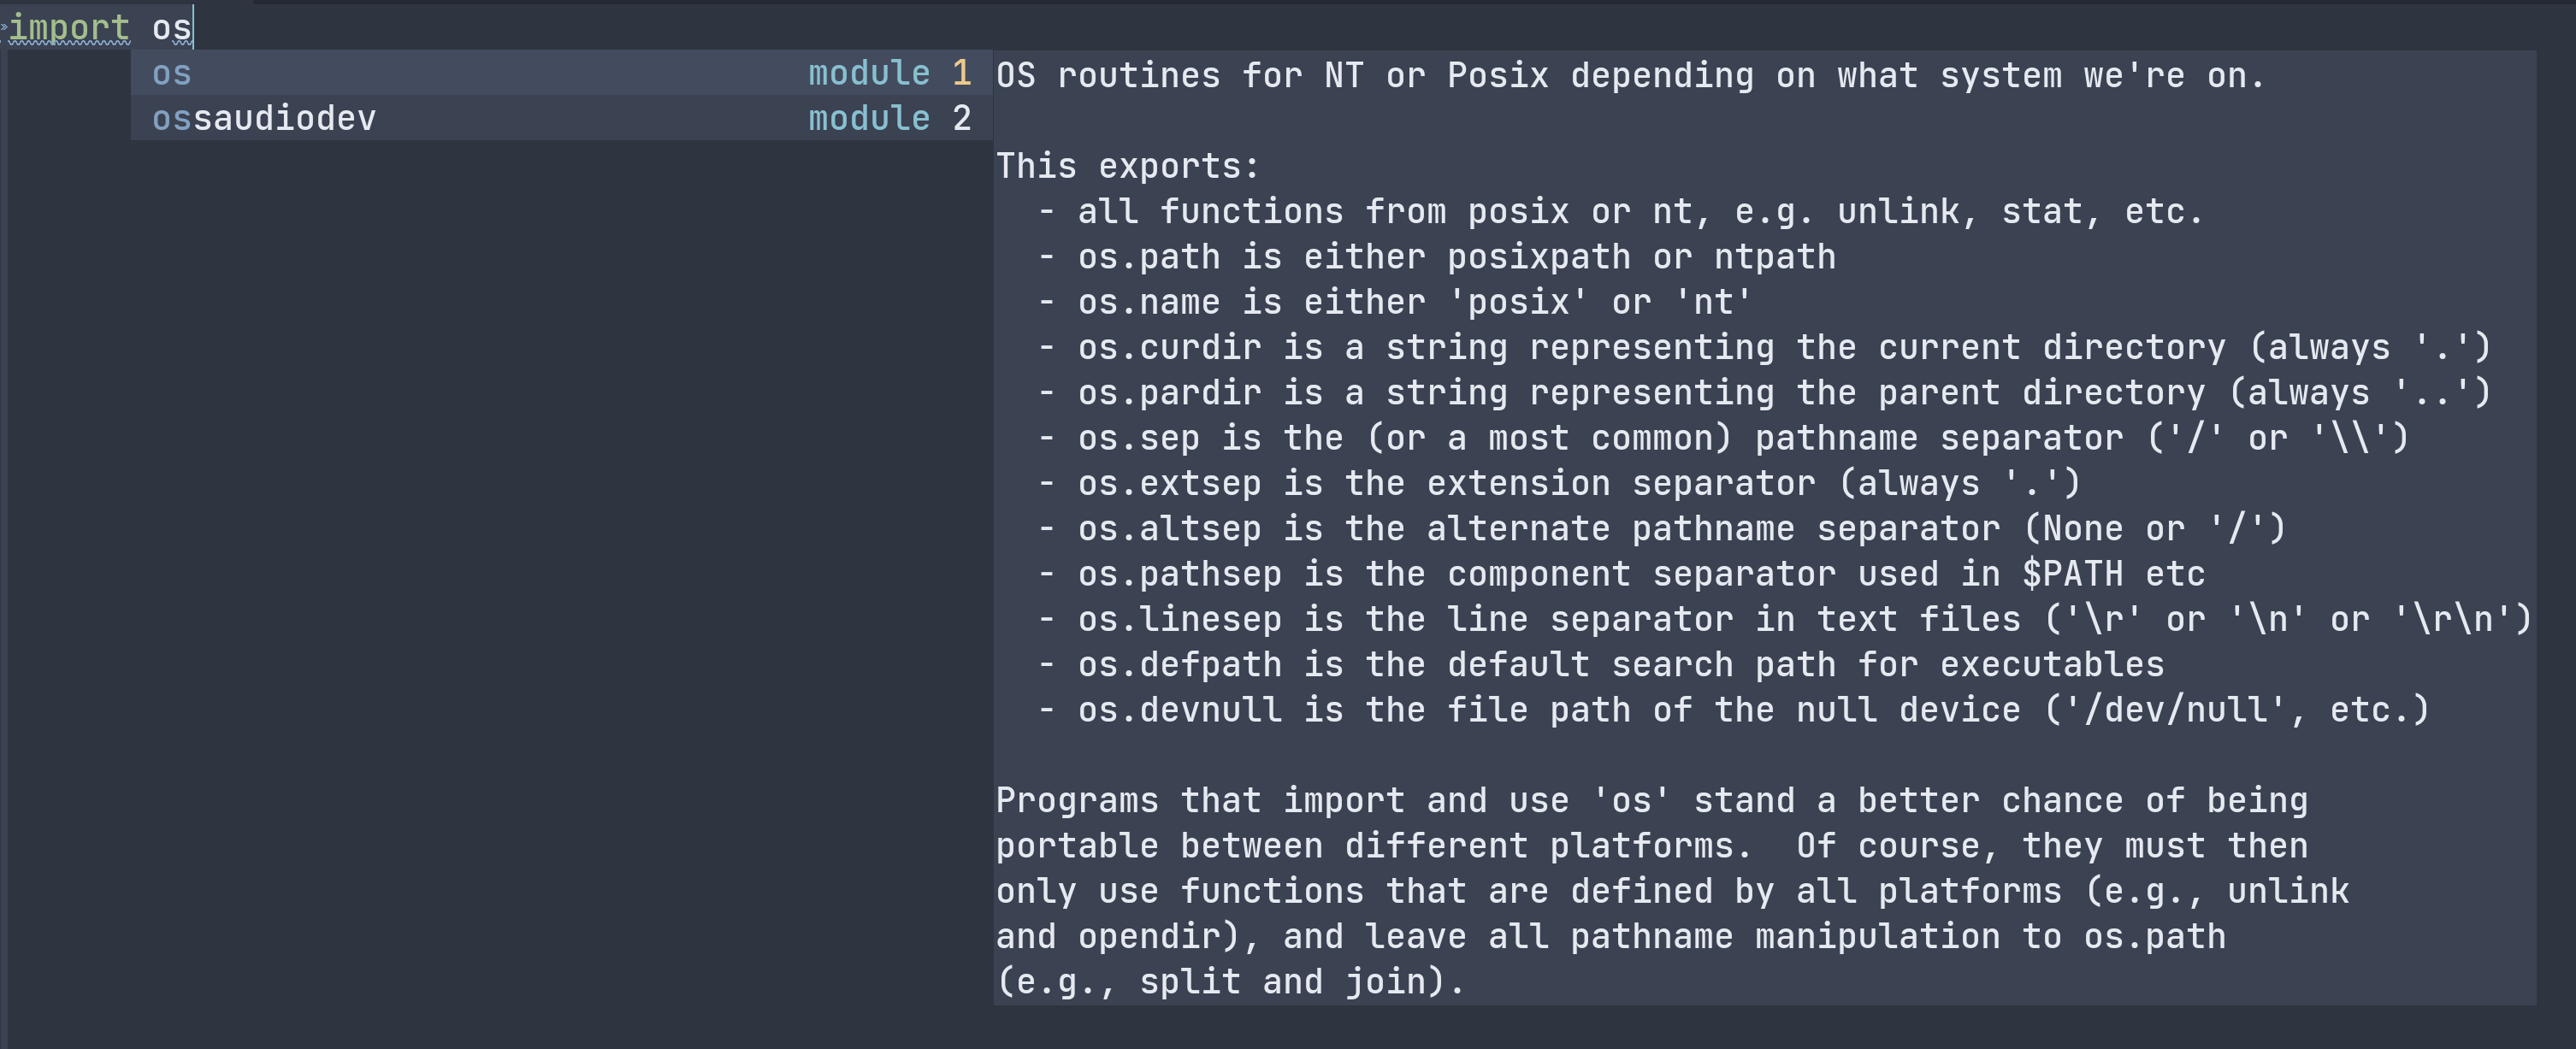 import os
os module 1
ossaudiodev module 2
OS routines for NT or Posix depending on what system we're on.

This exports:
  - all functions from posix or nt, e.g. unlink, stat, etc.
  - os.path is either posixpath or ntpath
  - os.name is either 'posix' or 'nt'
  - os.curdir is a string representing the current directory (always '.')
  - os.pardir is a string representing the parent directory (always '..')
  - os.sep is the (or a most common) pathname separator ('/' or '\\')
  - os.extsep is the extension separator (always '.')
  - os.altsep is the alternate pathname separator (None or '/')
  - os.pathsep is the component separator used in $PATH etc
  - os.linesep is the line separator in text files ('\r' or '\n' or '\r\n')
  - os.defpath is the default search path for executables
  - os.devnull is the file path of the null device ('/dev/null', etc.)

Programs that import and use 'os' stand a better chance of being
portable between different platforms.  Of course, they must then
only use functions that are defined by all platforms (e.g., unlink
and opendir), and leave all pathname manipulation to os.path
(e.g., split and join).